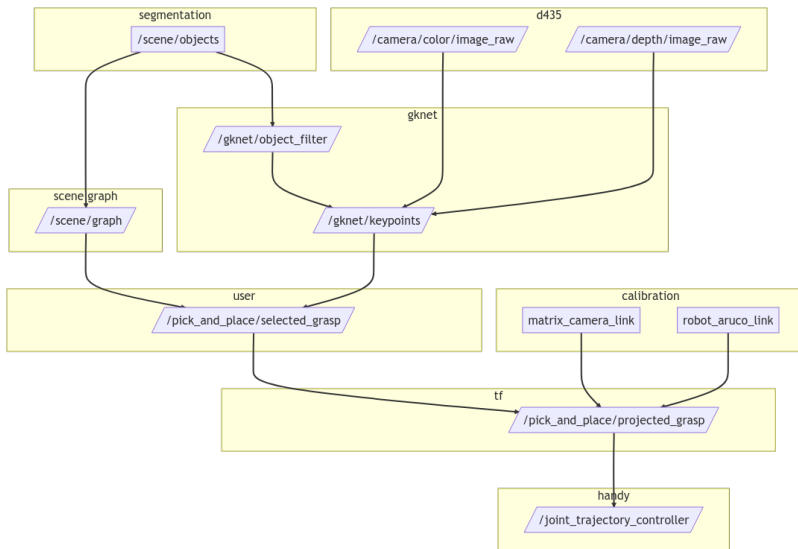 segmentation
d435
/scene/objects
/camera/color/image_raw
/camera/depth/image_raw
gknet
/gknet/object_filter
scene graph
/scene/graph
/gknet/keypoints
user
calibration
/pick_and_place/selected_grasp
matrix_camera_link
robot_aruco_link
tf
/pick_and_place/projected_grasp
handy
/joint_trajectory_controller